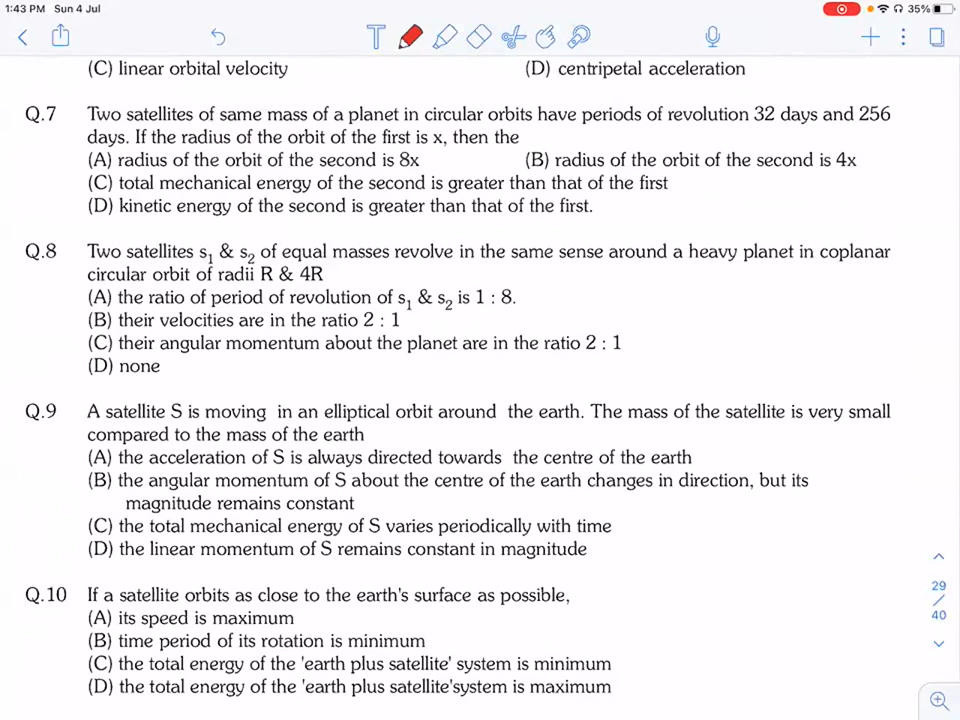 1:43 PM Sun 4 Jul
35%
(C) linear orbital velocity (D) centripetal acceleration
Q.7 Two satellites of same mass of a planet in circular orbits have periods of revolution 32 days and 256
days. If the radius of the orbit of the first is x, then the
(A) radius of the orbit of the second is 8x (B) radius of the orbit of the second is 4x
(C) total mechanical energy of the second is greater than that of the first
(D) kinetic energy of the second is greater than that of the first.
Q.8 Two satellites s₁ & s₂ of equal masses revolve in the same sense around a heavy planet in coplanar
circular orbit of radii R & 4R
(A) the ratio of period of revolution of s₁ & s₂ is 1 : 8.
(B) their velocities are in the ratio 2 : 1
(C) their angular momentum about the planet are in the ratio 2 : 1
(D) none
Q.9 A satellite S is moving in an elliptical orbit around the earth. The mass of the satellite is very small
compared to the mass of the earth
(A) the acceleration of S is always directed towards the centre of the earth
(B) the angular momentum of S about the centre of the earth changes in direction, but its
magnitude remains constant
(C) the total mechanical energy of S varies periodically with time
(D) the linear momentum of S remains constant in magnitude
Q.10 If a satellite orbits as close to the earth's surface as possible,
(A) its speed is maximum
(B) time period of its rotation is minimum
(C) the total energy of the 'earth plus satellite' system is minimum
(D) the total energy of the 'earth plus satellite'system is maximum
29
/
40